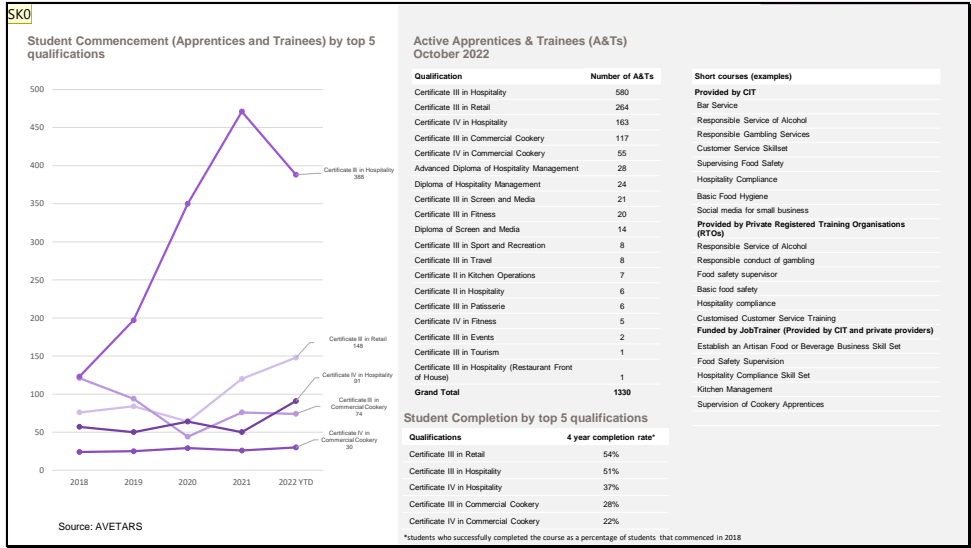 SK0
Student Commencement (Apprentices and Trainees) by top 5
qualifications
500
450
400
350
300
250
200
150
100
50
0
2018 2019 2020 2021 2022 YTD
Certificate III in Hospitality
388
Certificate III in Retail
148
Certificate IV in Hospitality
91
Certificate III in
Commercial Cookery
74
Certificate IV in
Commercial Cookery
30
Source: AVETARS
Active Apprentices & Trainees (A&Ts)
October 2022
Qualification Number of A&Ts
Certificate III in Hospitality 580
Certificate III in Retail 264
Certificate IV in Hospitality 163
Certificate III in Commercial Cookery 117
Certificate IV in Commercial Cookery 55
Advanced Diploma of Hospitality Management 28
Diploma of Hospitality Management 24
Certificate III in Screen and Media 21
Certificate III in Fitness 20
Diploma of Screen and Media 14
Certificate III in Sport and Recreation 8
Certificate III in Travel 8
Certificate II in Kitchen Operations 7
Certificate II in Hospitality 6
Certificate III in Patisserie 6
Certificate IV in Fitness 5
Certificate III in Events 2
Certificate III in Tourism 1
Certificate III in Hospitality (Restaurant Front
of House) 1
Grand Total 1330
Student Completion by top 5 qualifications
Qualifications 4 year completion rate*
Certificate III in Retail 54%
Certificate III in Hospitality 51%
Certificate IV in Hospitality 37%
Certificate III in Commercial Cookery 28%
Certificate IV in Commercial Cookery 22%
*students who successfully completed the course as a percentage of students that commenced in 2018
Short courses (examples)
Provided by CIT
Bar Service
Responsible Service of Alcohol
Responsible Gambling Services
Customer Service Skillset
Supervising Food Safety
Hospitality Compliance
Basic Food Hygiene
Social media for small business
Provided by Private Registered Training Organisations
(RTOs)
Responsible Service of Alcohol
Responsible conduct of gambling
Food safety supervisor
Basic food safety
Hospitality compliance
Customised Customer Service Training
Funded by JobTrainer (Provided by CIT and private providers)
Establish an Artisan Food or Beverage Business Skill Set
Food Safety Supervision
Hospitality Compliance Skill Set
Kitchen Management
Supervision of Cookery Apprentices